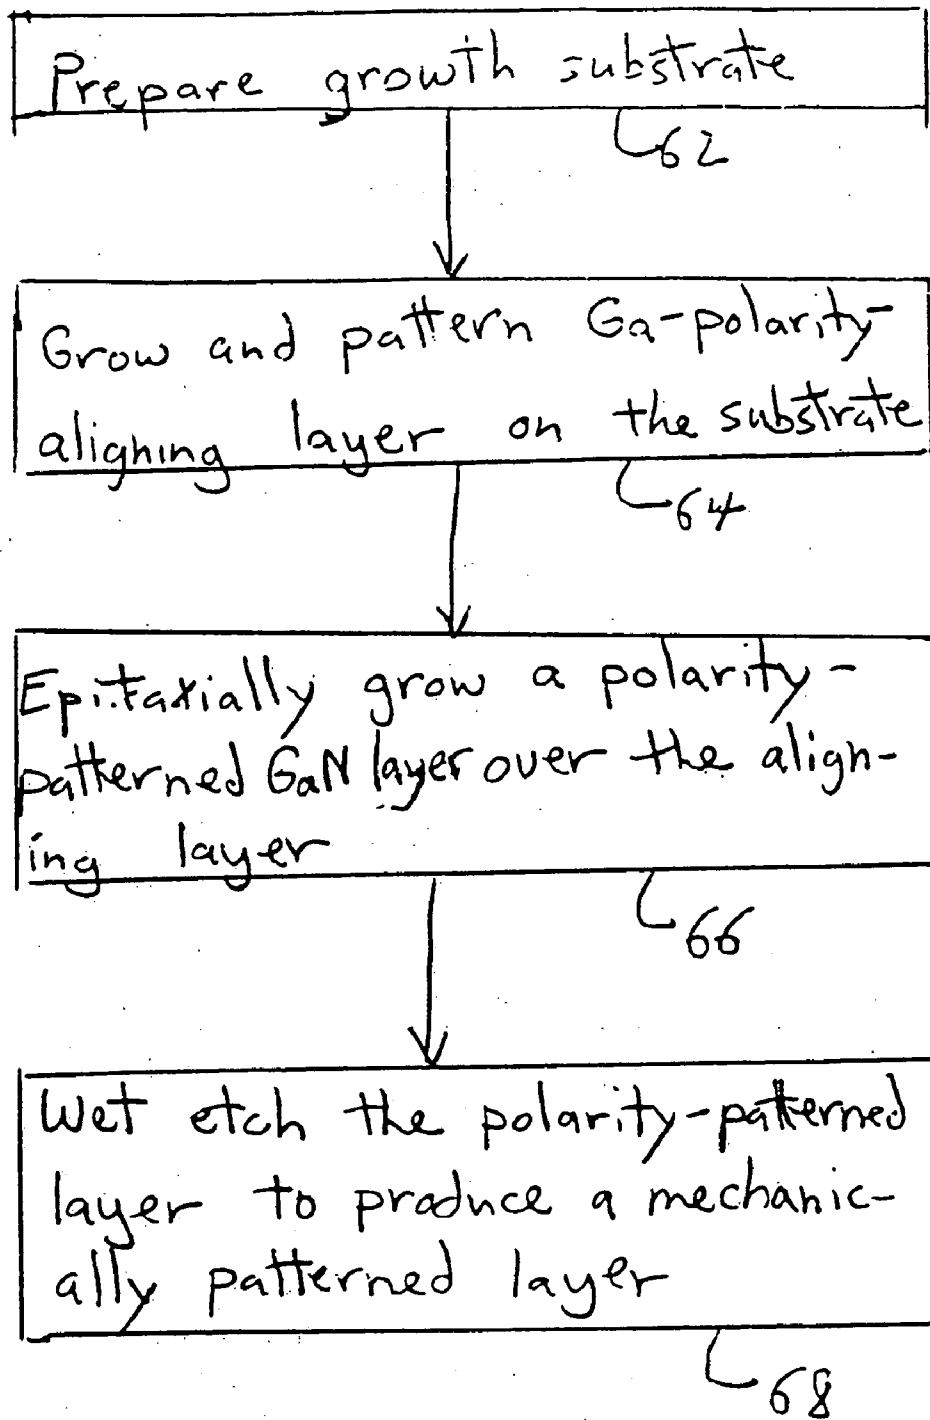 Prepare growth substrate
62
Grow and pattern Ga-polarity-
aligning layer on the substrate
64
Epitaxially grow a polarity-
patterned GaN layer over the align-
ing layer
66
Wet etch the polarity-patterned
layer to produce a mechanic-
ally patterned layer
68